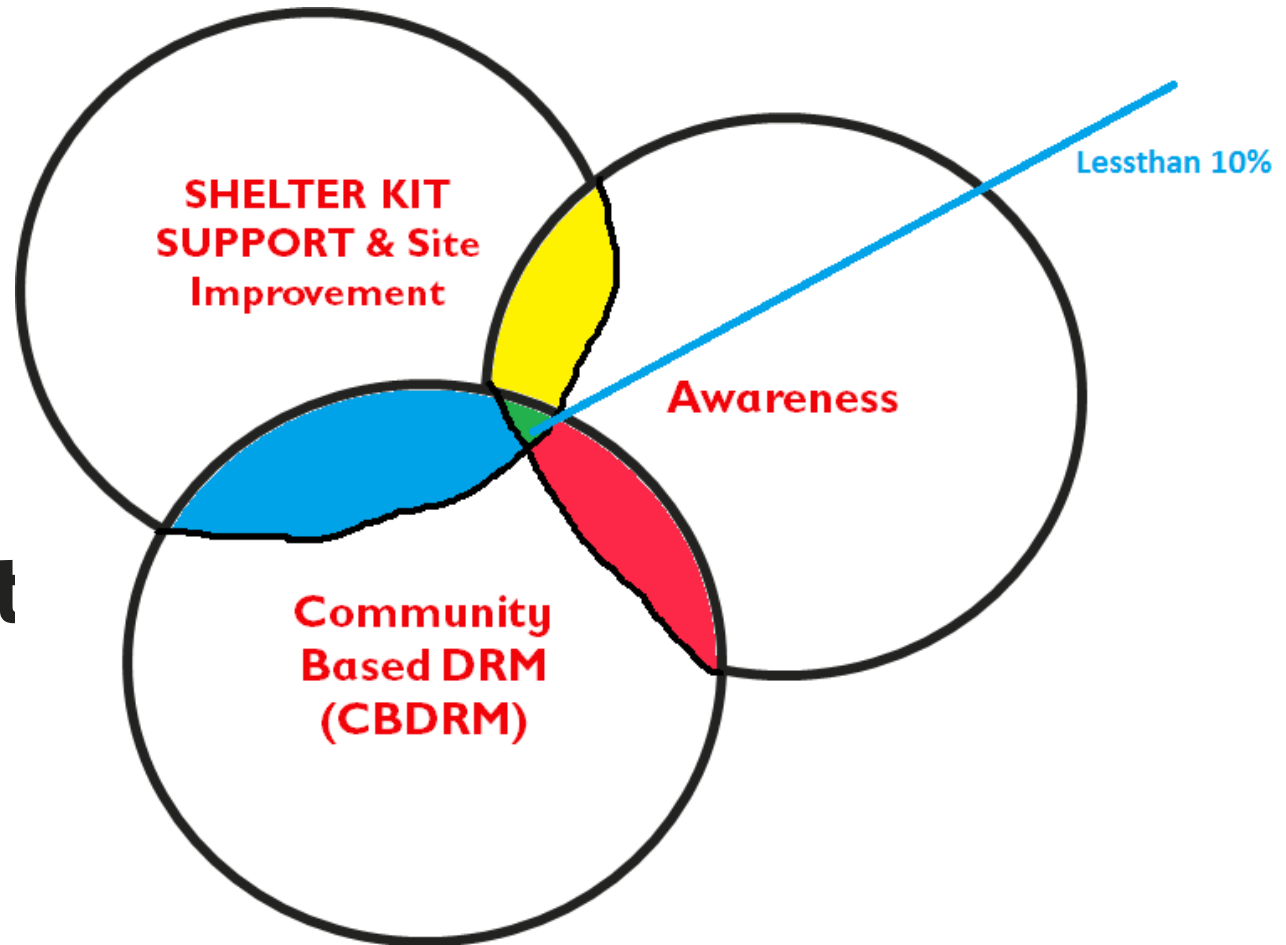 SHELTER KIT
SUPPORT & Site
Improvement
Lessthan 10%
Awareness
t
Community
Based DRM
(CBDRM)